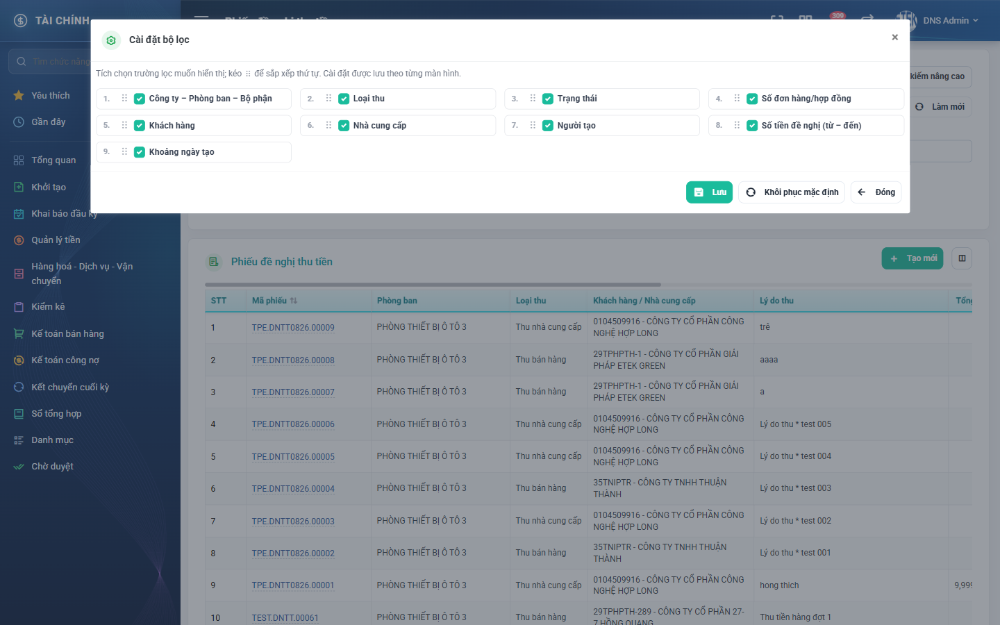 TÀI CHÍNH
309
DNS Admin
Tìm chức năng
Yêu thích
Gần đây
Tổng quan
Khởi tạo
Khai báo đầu kỳ
Quản lý tiền
Hàng hoá - Dịch vụ - Vận
chuyển
Kiểm kê
Kế toán bán hàng
Kế toán công nợ
Kết chuyển cuối kỳ
Sổ tổng hợp
Danh mục
Chờ duyệt
Cài đặt bộ lọc
×
Tích chọn trường lọc muốn hiển thị; kéo ⠿ để sắp xếp thứ tự. Cài đặt được lưu theo từng màn hình.
1. Công ty – Phòng ban – Bộ phận
2. Loại thu
3. Trạng thái
4. Số đơn hàng/hợp đồng
5. Khách hàng
6. Nhà cung cấp
7. Người tạo
8. Số tiền đề nghị (từ – đến)
9. Khoảng ngày tạo
Lưu
Khôi phục mặc định
Đóng
kiếm nâng cao
Làm mới
Phiếu đề nghị thu tiền
Tạo mới
STT Mã phiếu Phòng ban Loại thu Khách hàng / Nhà cung cấp Lý do thu Tổng
1 TPE.DNTT0826.00009 PHÒNG THIẾT BỊ Ô TÔ 3 Thu nhà cung cấp 0104509916 - CÔNG TY CỔ PHẦN CÔNG NGHỆ HỢP LONG trê
2 TPE.DNTT0826.00008 PHÒNG THIẾT BỊ Ô TÔ 3 Thu bán hàng 29TPHPTH-1 - CÔNG TY CỔ PHẦN GIẢI PHÁP ETEK GREEN aaaa
3 TPE.DNTT0826.00007 PHÒNG THIẾT BỊ Ô TÔ 3 Thu bán hàng 29TPHPTH-1 - CÔNG TY CỔ PHẦN GIẢI PHÁP ETEK GREEN a
4 TPE.DNTT0826.00006 PHÒNG THIẾT BỊ Ô TÔ 3 Thu nhà cung cấp 0104509916 - CÔNG TY CỔ PHẦN CÔNG NGHỆ HỢP LONG Lý do thu * test 005
5 TPE.DNTT0826.00005 PHÒNG THIẾT BỊ Ô TÔ 3 Thu nhà cung cấp 0104509916 - CÔNG TY CỔ PHẦN CÔNG NGHỆ HỢP LONG Lý do thu * test 004
6 TPE.DNTT0826.00004 PHÒNG THIẾT BỊ Ô TÔ 3 Thu bán hàng 35TNIPTR - CÔNG TY TNHH THUẬN THÀNH Lý do thu * test 003
7 TPE.DNTT0826.00003 PHÒNG THIẾT BỊ Ô TÔ 3 Thu nhà cung cấp 0104509916 - CÔNG TY CỔ PHẦN CÔNG NGHỆ HỢP LONG Lý do thu * test 002
8 TPE.DNTT0826.00002 PHÒNG THIẾT BỊ Ô TÔ 3 Thu bán hàng 35TNIPTR - CÔNG TY TNHH THUẬN THÀNH Lý do thu * test 001
9 TPE.DNTT0826.00001 PHÒNG THIẾT BỊ Ô TÔ 3 Thu nhà cung cấp 0104509916 - CÔNG TY CỔ PHẦN CÔNG NGHỆ HỢP LONG hong thich 9,999
10 TEST.DNTT.00061 PHÒNG THIẾT BỊ Ô TÔ 3 Thu bán hàng 29TPHPTH-289 - CÔNG TY CỔ PHẦN 27-7 HỒNG QUANG Thu tiền hàng đợt 1